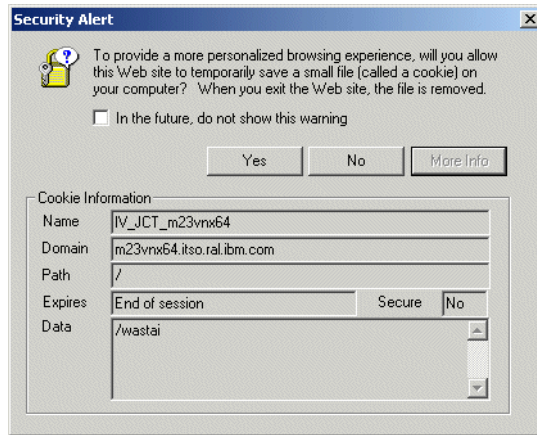 Security Alert
To provide a more personalized browsing experience, will you allow
this Web site to temporarily save a small file (called a cookie) on
your computer? When you exit the Web site, the file is removed.
In the future, do not show this warning
Yes No More Info
Cookie Information
Name IV_JCT_m23vnx64
Domain m23vnx64.itso.ral.ibm.com
Path /
Expires End of session Secure No
Data /wastai